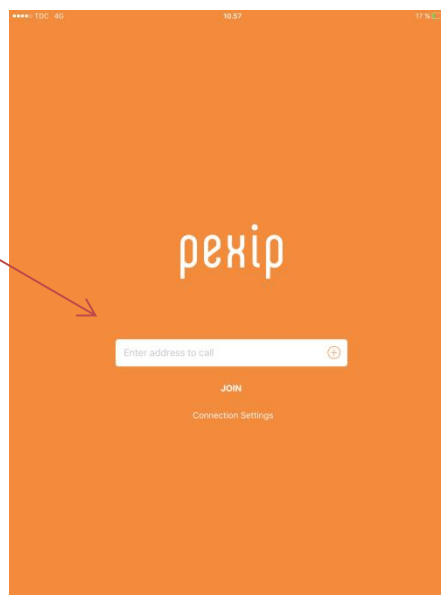 TDC 4G 10.57 17 %
pexip
Enter address to call
JOIN
Connection Settings